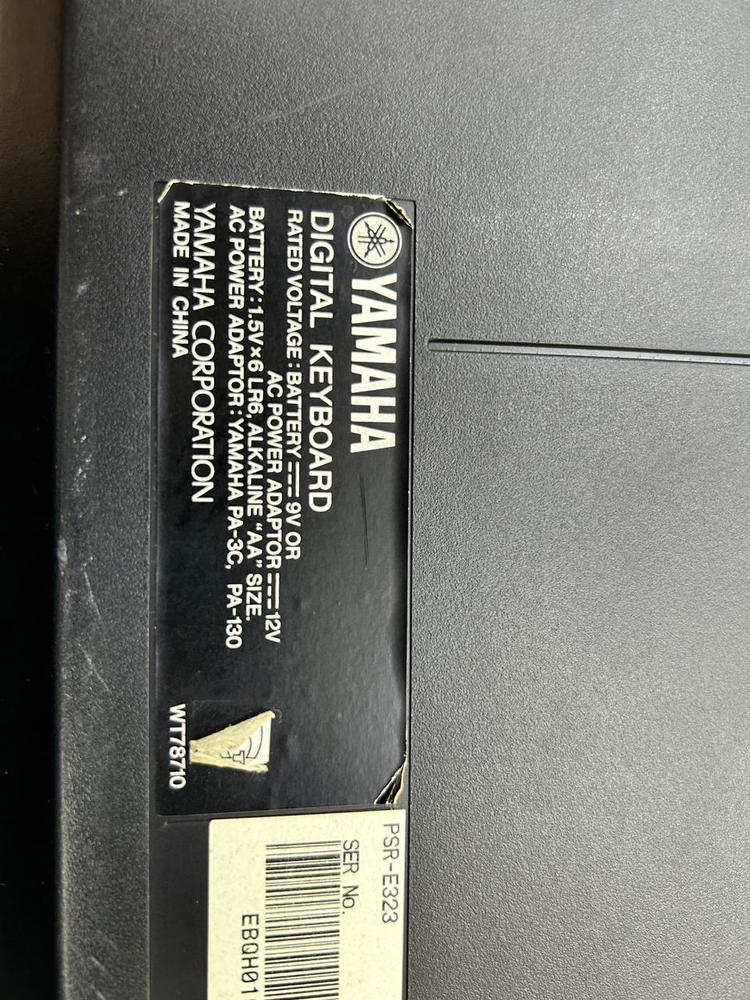 YAMAHA
DIGITAL KEYBOARD
RATED VOLTAGE : BATTERY ⎓ 9V OR
AC POWER ADAPTOR ⎓ 12V
BATTERY : 1.5V×6 LR6, ALKALINE “AA” SIZE.
AC POWER ADAPTOR : YAMAHA PA-3C, PA-130
YAMAHA CORPORATION
MADE IN CHINA
WT78710
PSR-E323
SER No.
EBQH01